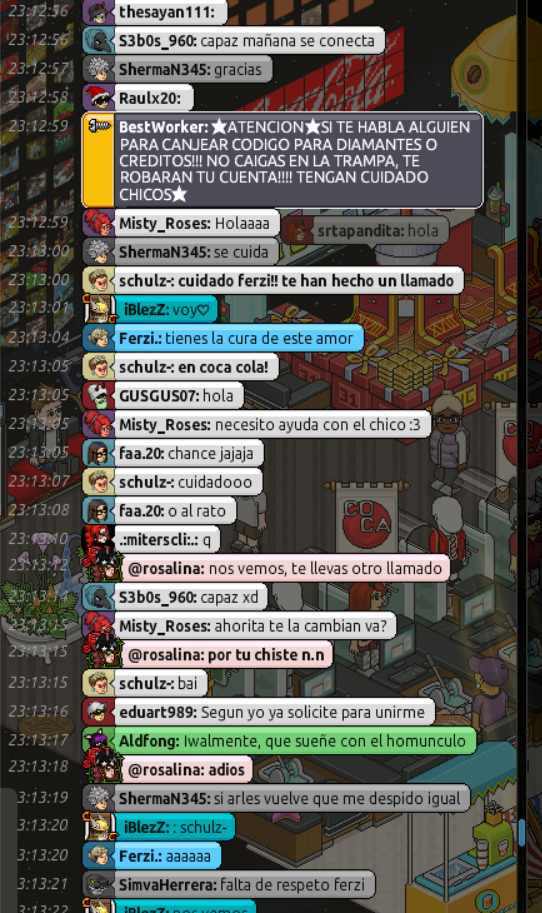 23:12:56 thesayan111:
23:12:56 S3b0s_960: capaz mañana se conecta
23:12:57 ShermaN345: gracias
23:12:58 Raulx20:
23:12:59 BestWorker: ★ATENCION★SI TE HABLA ALGUIEN
PARA CANJEAR CODIGO PARA DIAMANTES O
CREDITOS!!! NO CAIGAS EN LA TRAMPA, TE
ROBARAN TU CUENTA!!!! TENGAN CUIDADO
CHICOS★
23:12:59 Misty_Roses: Holaaaa
srtapandita: hola
23:13:00 ShermaN345: se cuida
23:13:00 schulz-: cuidado ferzi!! te han hecho un llamado
23:13:01 iBlezZ: voy♡
23:13:04 Ferzi.: tienes la cura de este amor
23:13:05 schulz-: en coca cola!
23:13:05 GUSGUS07: hola
23:13:05 Misty_Roses: necesito ayuda con el chico :3
23:13:05 faa.20: chance jajaja
23:13:07 schulz-: cuidadooo
23:13:08 faa.20: o al rato
23:13:10 .:miterscli:.: q
23:13:12 @rosalina: nos vemos, te llevas otro llamado
23:13:14 S3b0s_960: capaz xd
23:13:15 Misty_Roses: ahorita te la cambian va?
23:13:15 @rosalina: por tu chiste n.n
23:13:15 schulz-: bai
23:13:16 eduart989: Segun yo ya solicite para unirme
23:13:17 Aldfong: Iwalmente, que sueñe con el homunculo
23:13:18 @rosalina: adios
3:13:19 ShermaN345: si arles vuelve que me despido igual
3:13:20 iBlezZ: : schulz-
3:13:20 Ferzi.: aaaaaa
3:13:21 SimvaHerrera: falta de respeto ferzi
3:13:22 iBlezZ: nos vemos
COCA